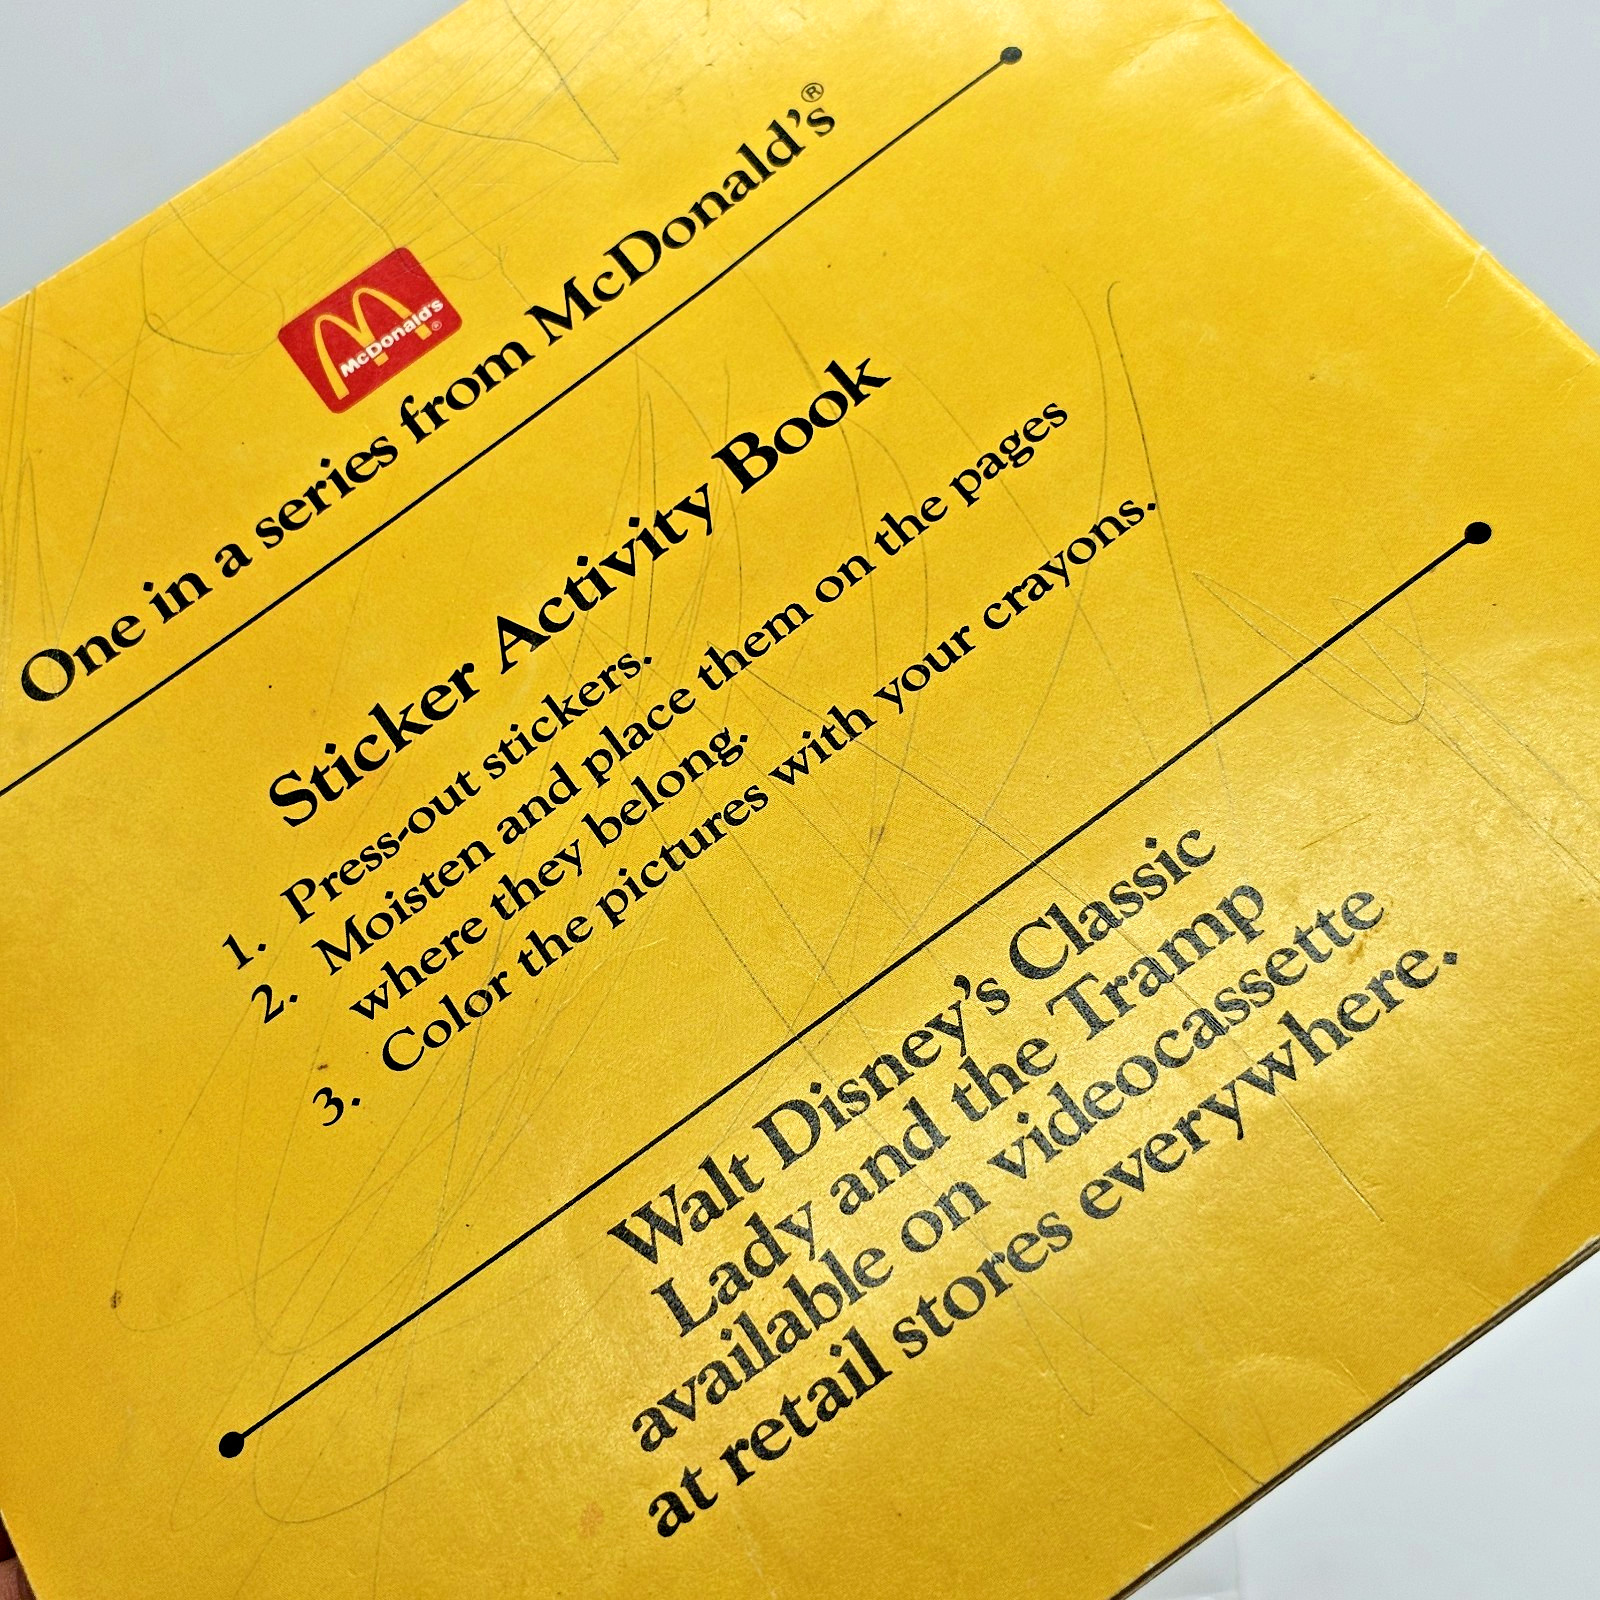 McDonald's®
One in a series from McDonald's®
Sticker Activity Book
1. Press-out stickers.
2. Moisten and place them on the pages
where they belong.
3. Color the pictures with your crayons.
Walt Disney's Classic
Lady and the Tramp
available on videocassette
at retail stores everywhere.